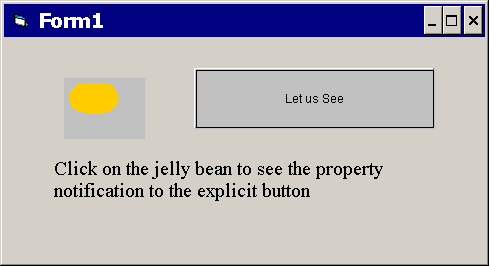 Form1
Let us See
Click on the jelly bean to see the property
notification to the explicit button